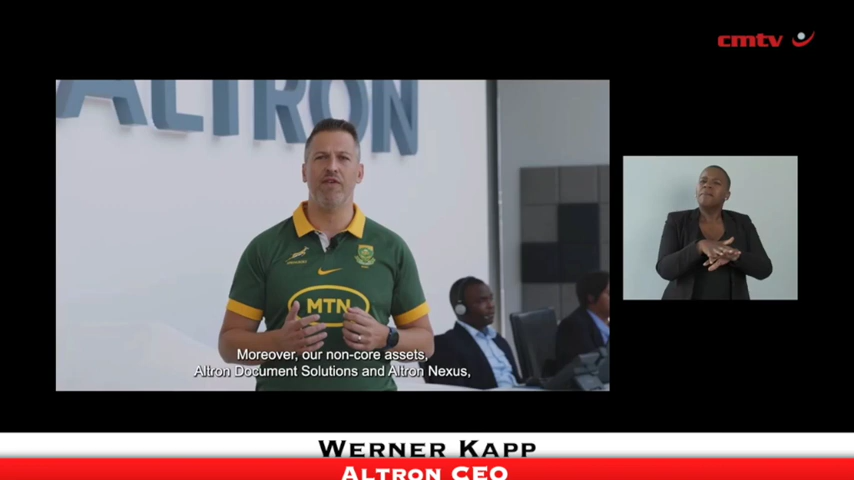 cmtv
ALTRON
MTN
Moreover, our non-core assets,
Altron Document Solutions and Altron Nexus,
Werner Kapp
Altron CEO